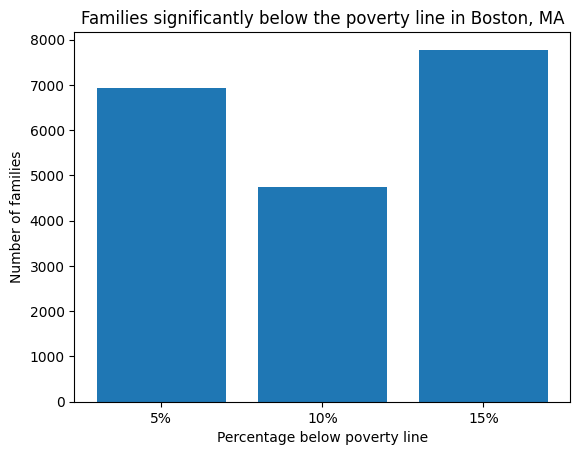 Families significantly below the poverty line in Boston, MA
8000
7000
6000
5000
4000
3000
2000
1000
0
Number of families
5% 10% 15%
Percentage below poverty line